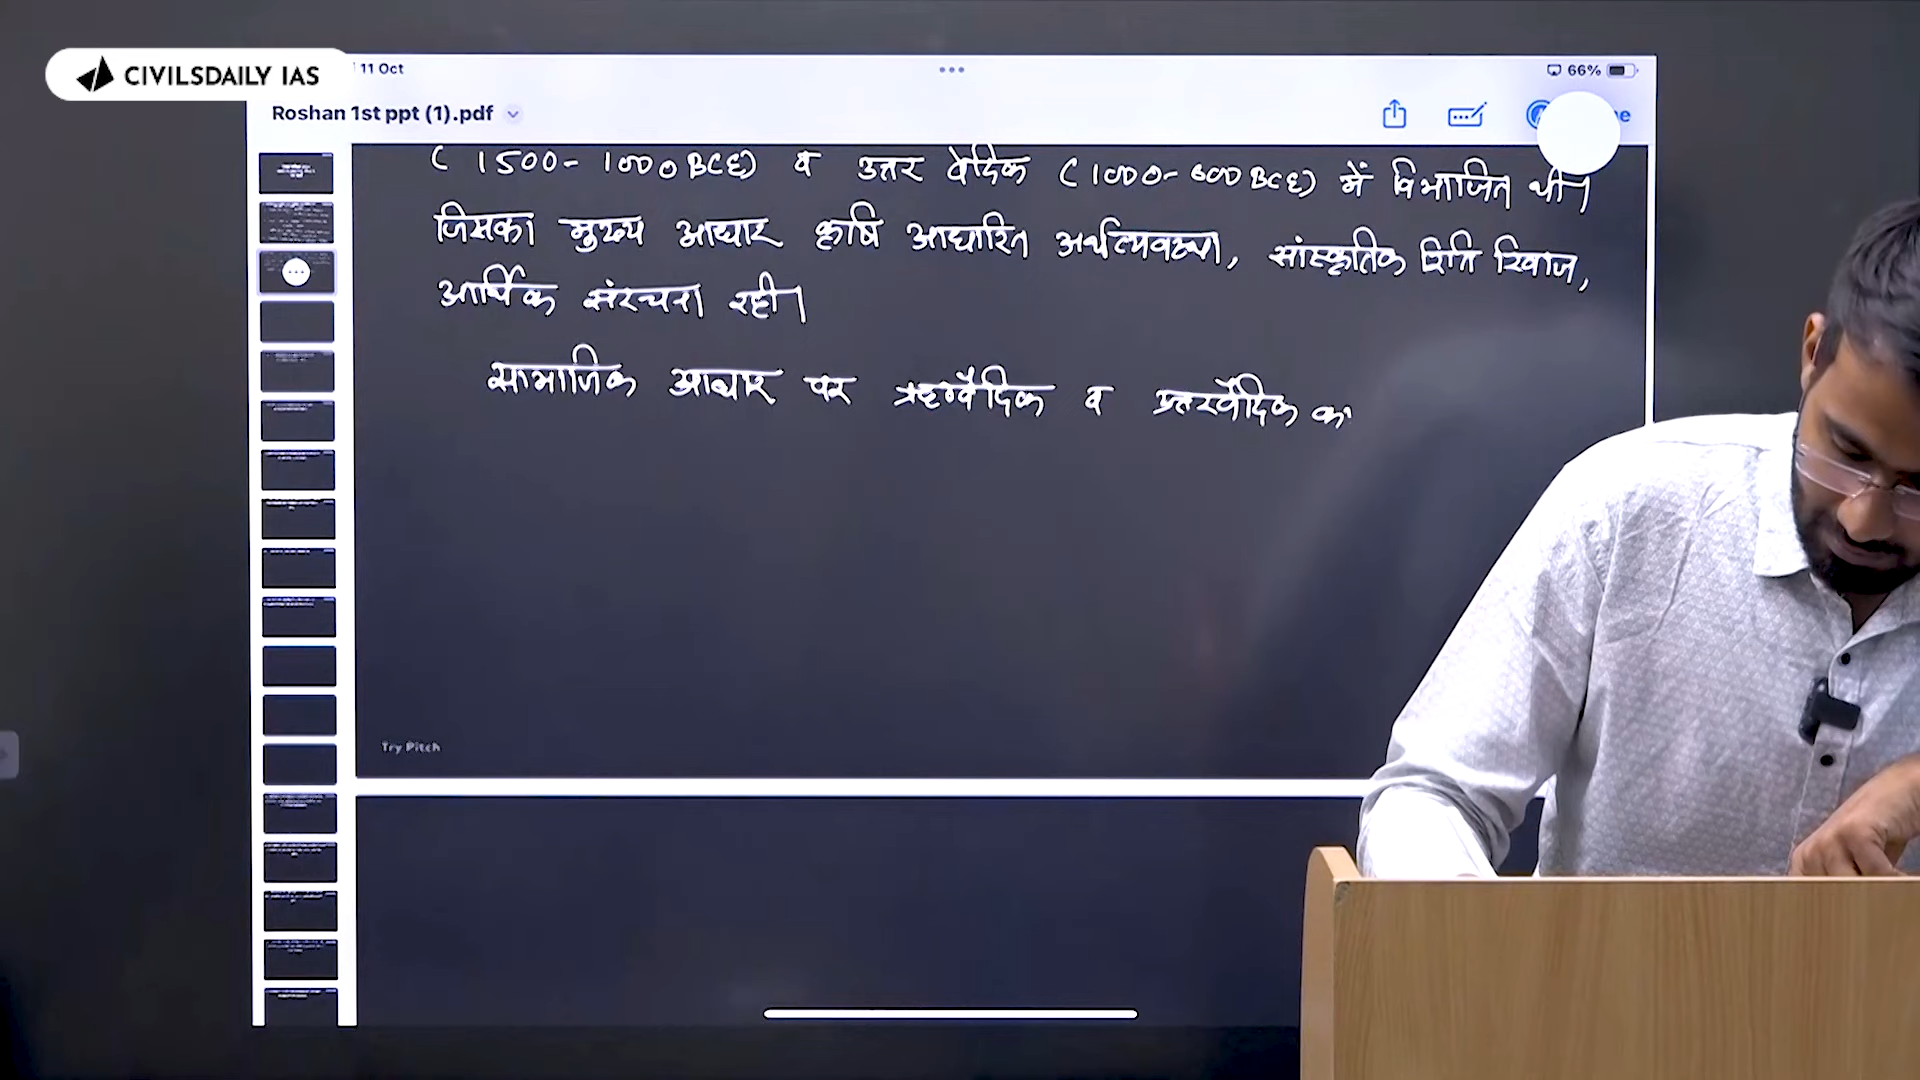 CIVILSDAILY IAS
11 Oct
66%
Roshan 1st ppt (1).pdf
( 1500- 1000 BCE) व उत्तर वैदिक (1000-600 BCE) में विभाजित थी।
जिसका मुख्य आधार कृषि आधारित अर्थव्यवस्था, सांस्कृतिक रिति रिवाज,
आर्थिक संरचना रही।
सामाजिक आधार पर ऋग्वैदिक व उत्तरवैदिक का
Try Pitch